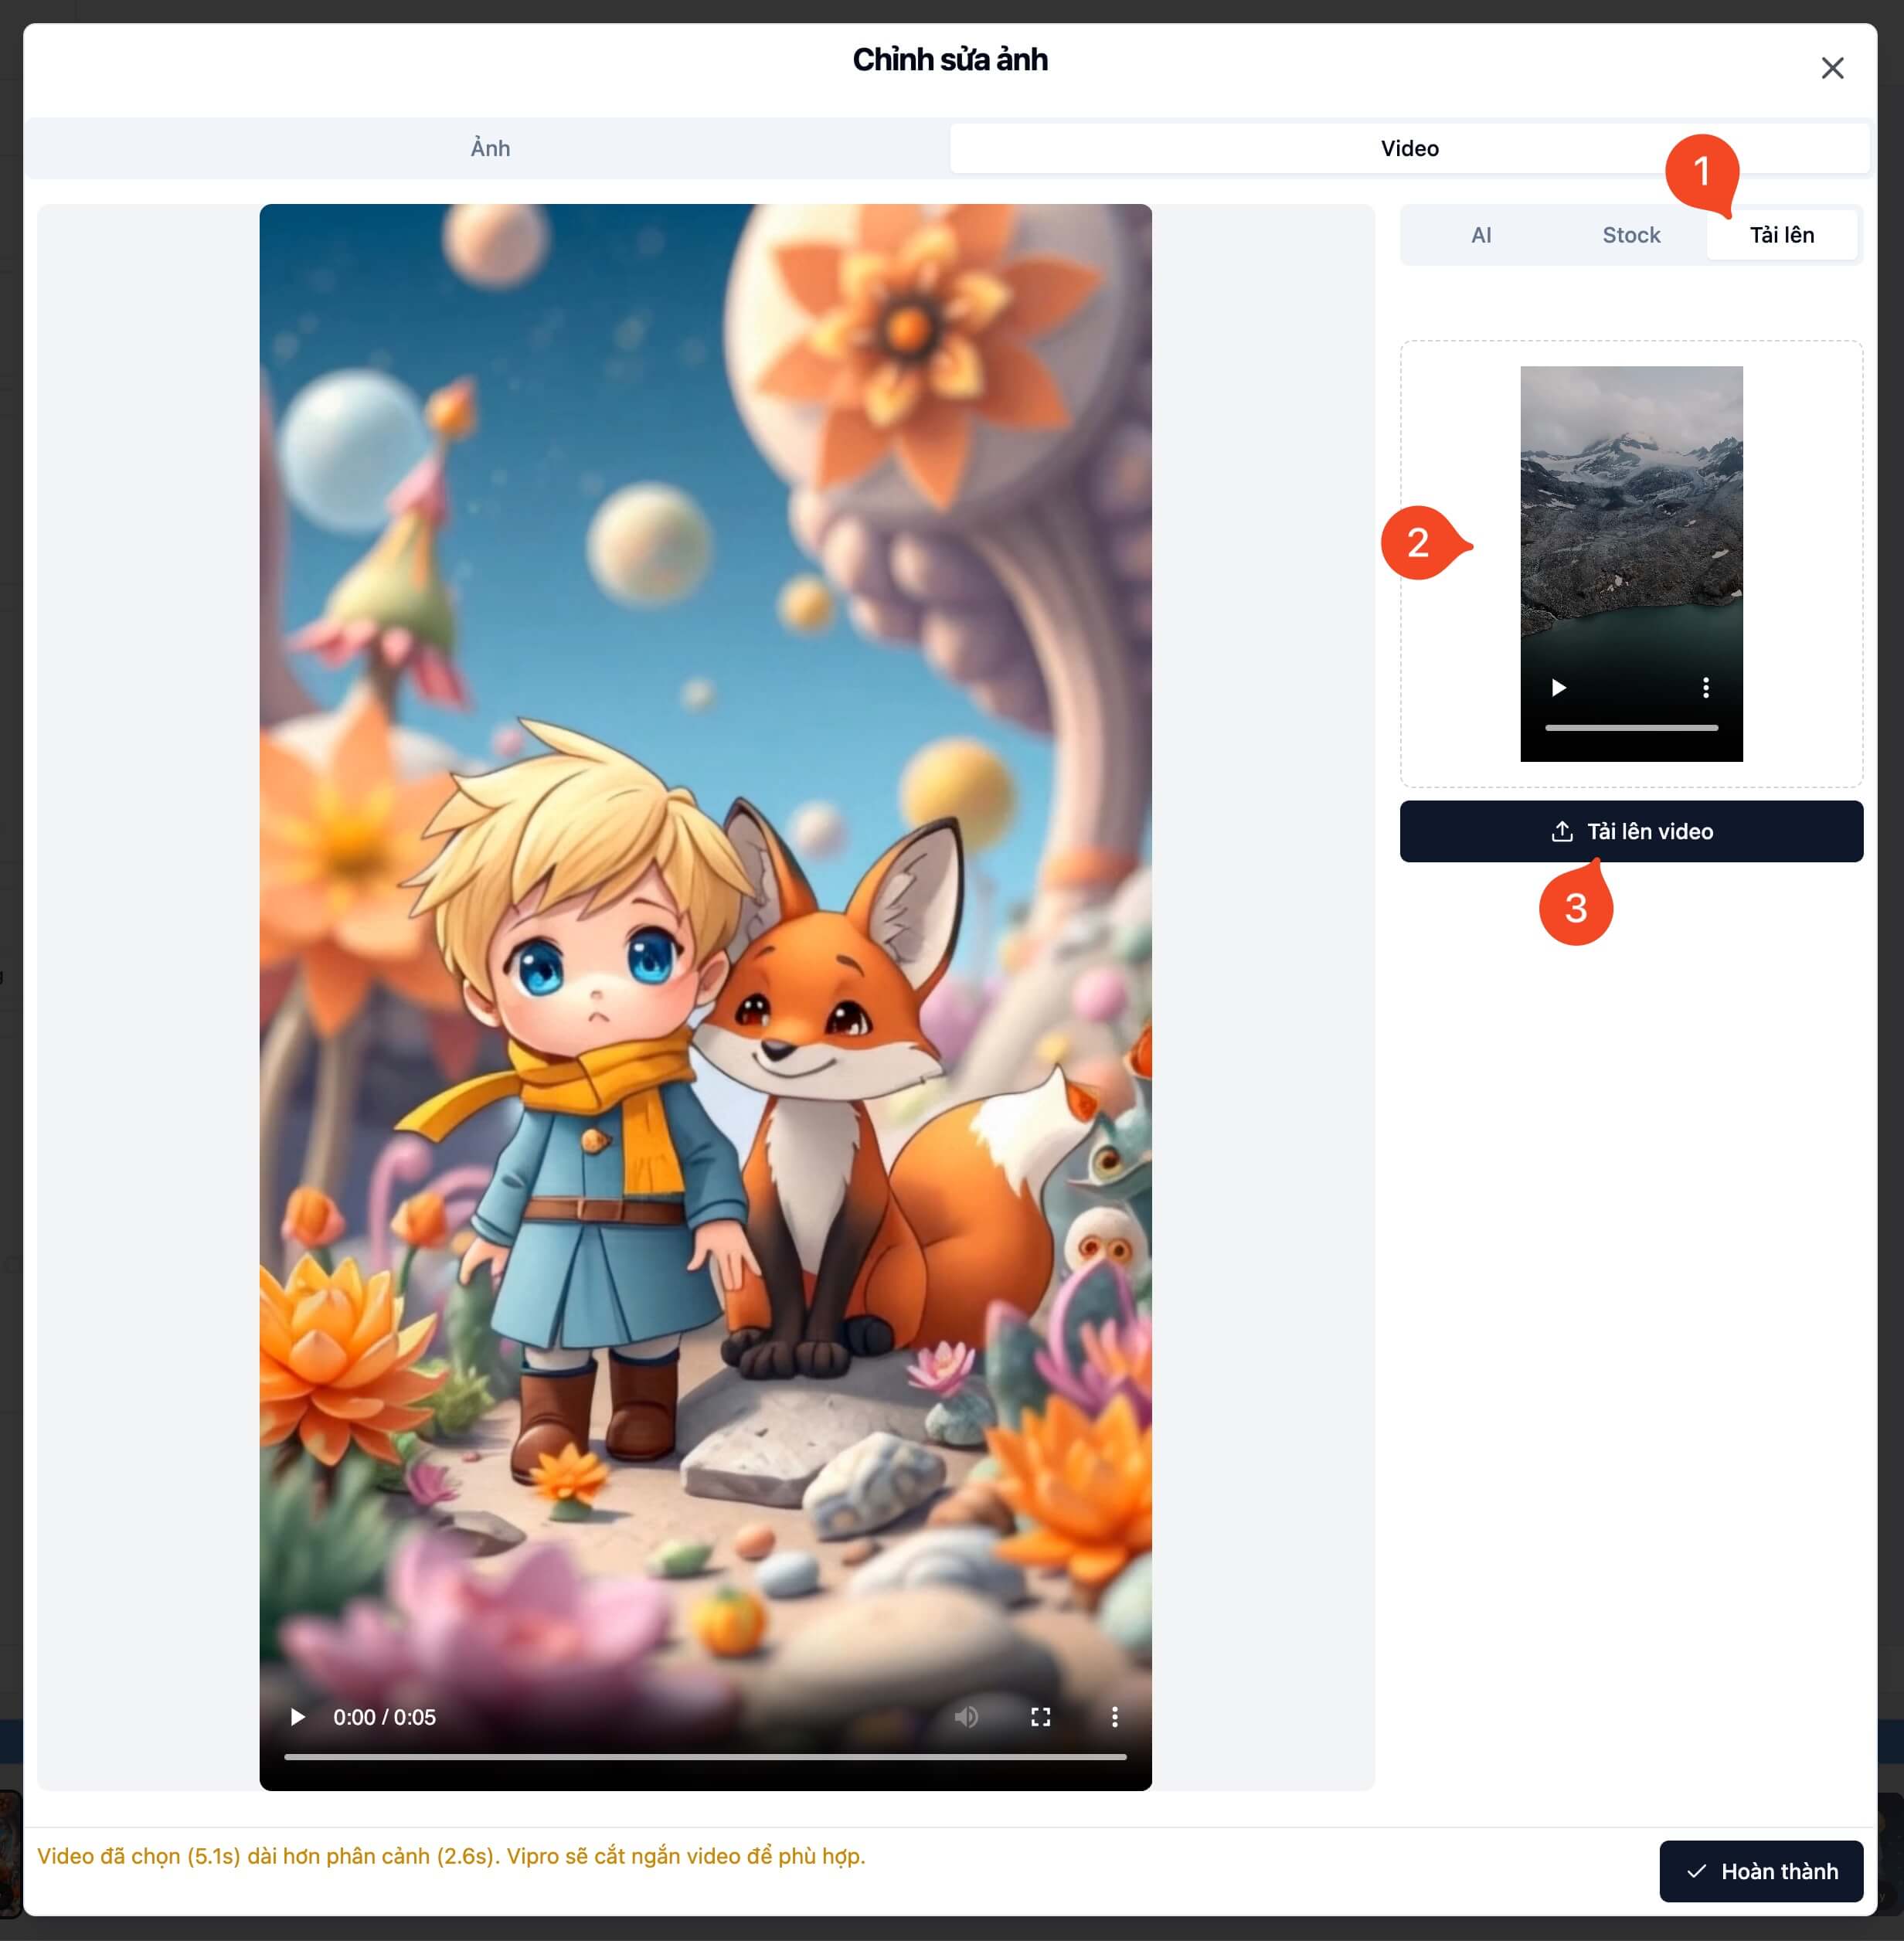 Chỉnh sửa ảnh
Ảnh
Video
1
AI
Stock
Tải lên
2
Tải lên video
3
0:00 / 0:05
Video đã chọn (5.1s) dài hơn phân cảnh (2.6s). Vipro sẽ cắt ngắn video để phù hợp.
Hoàn thành